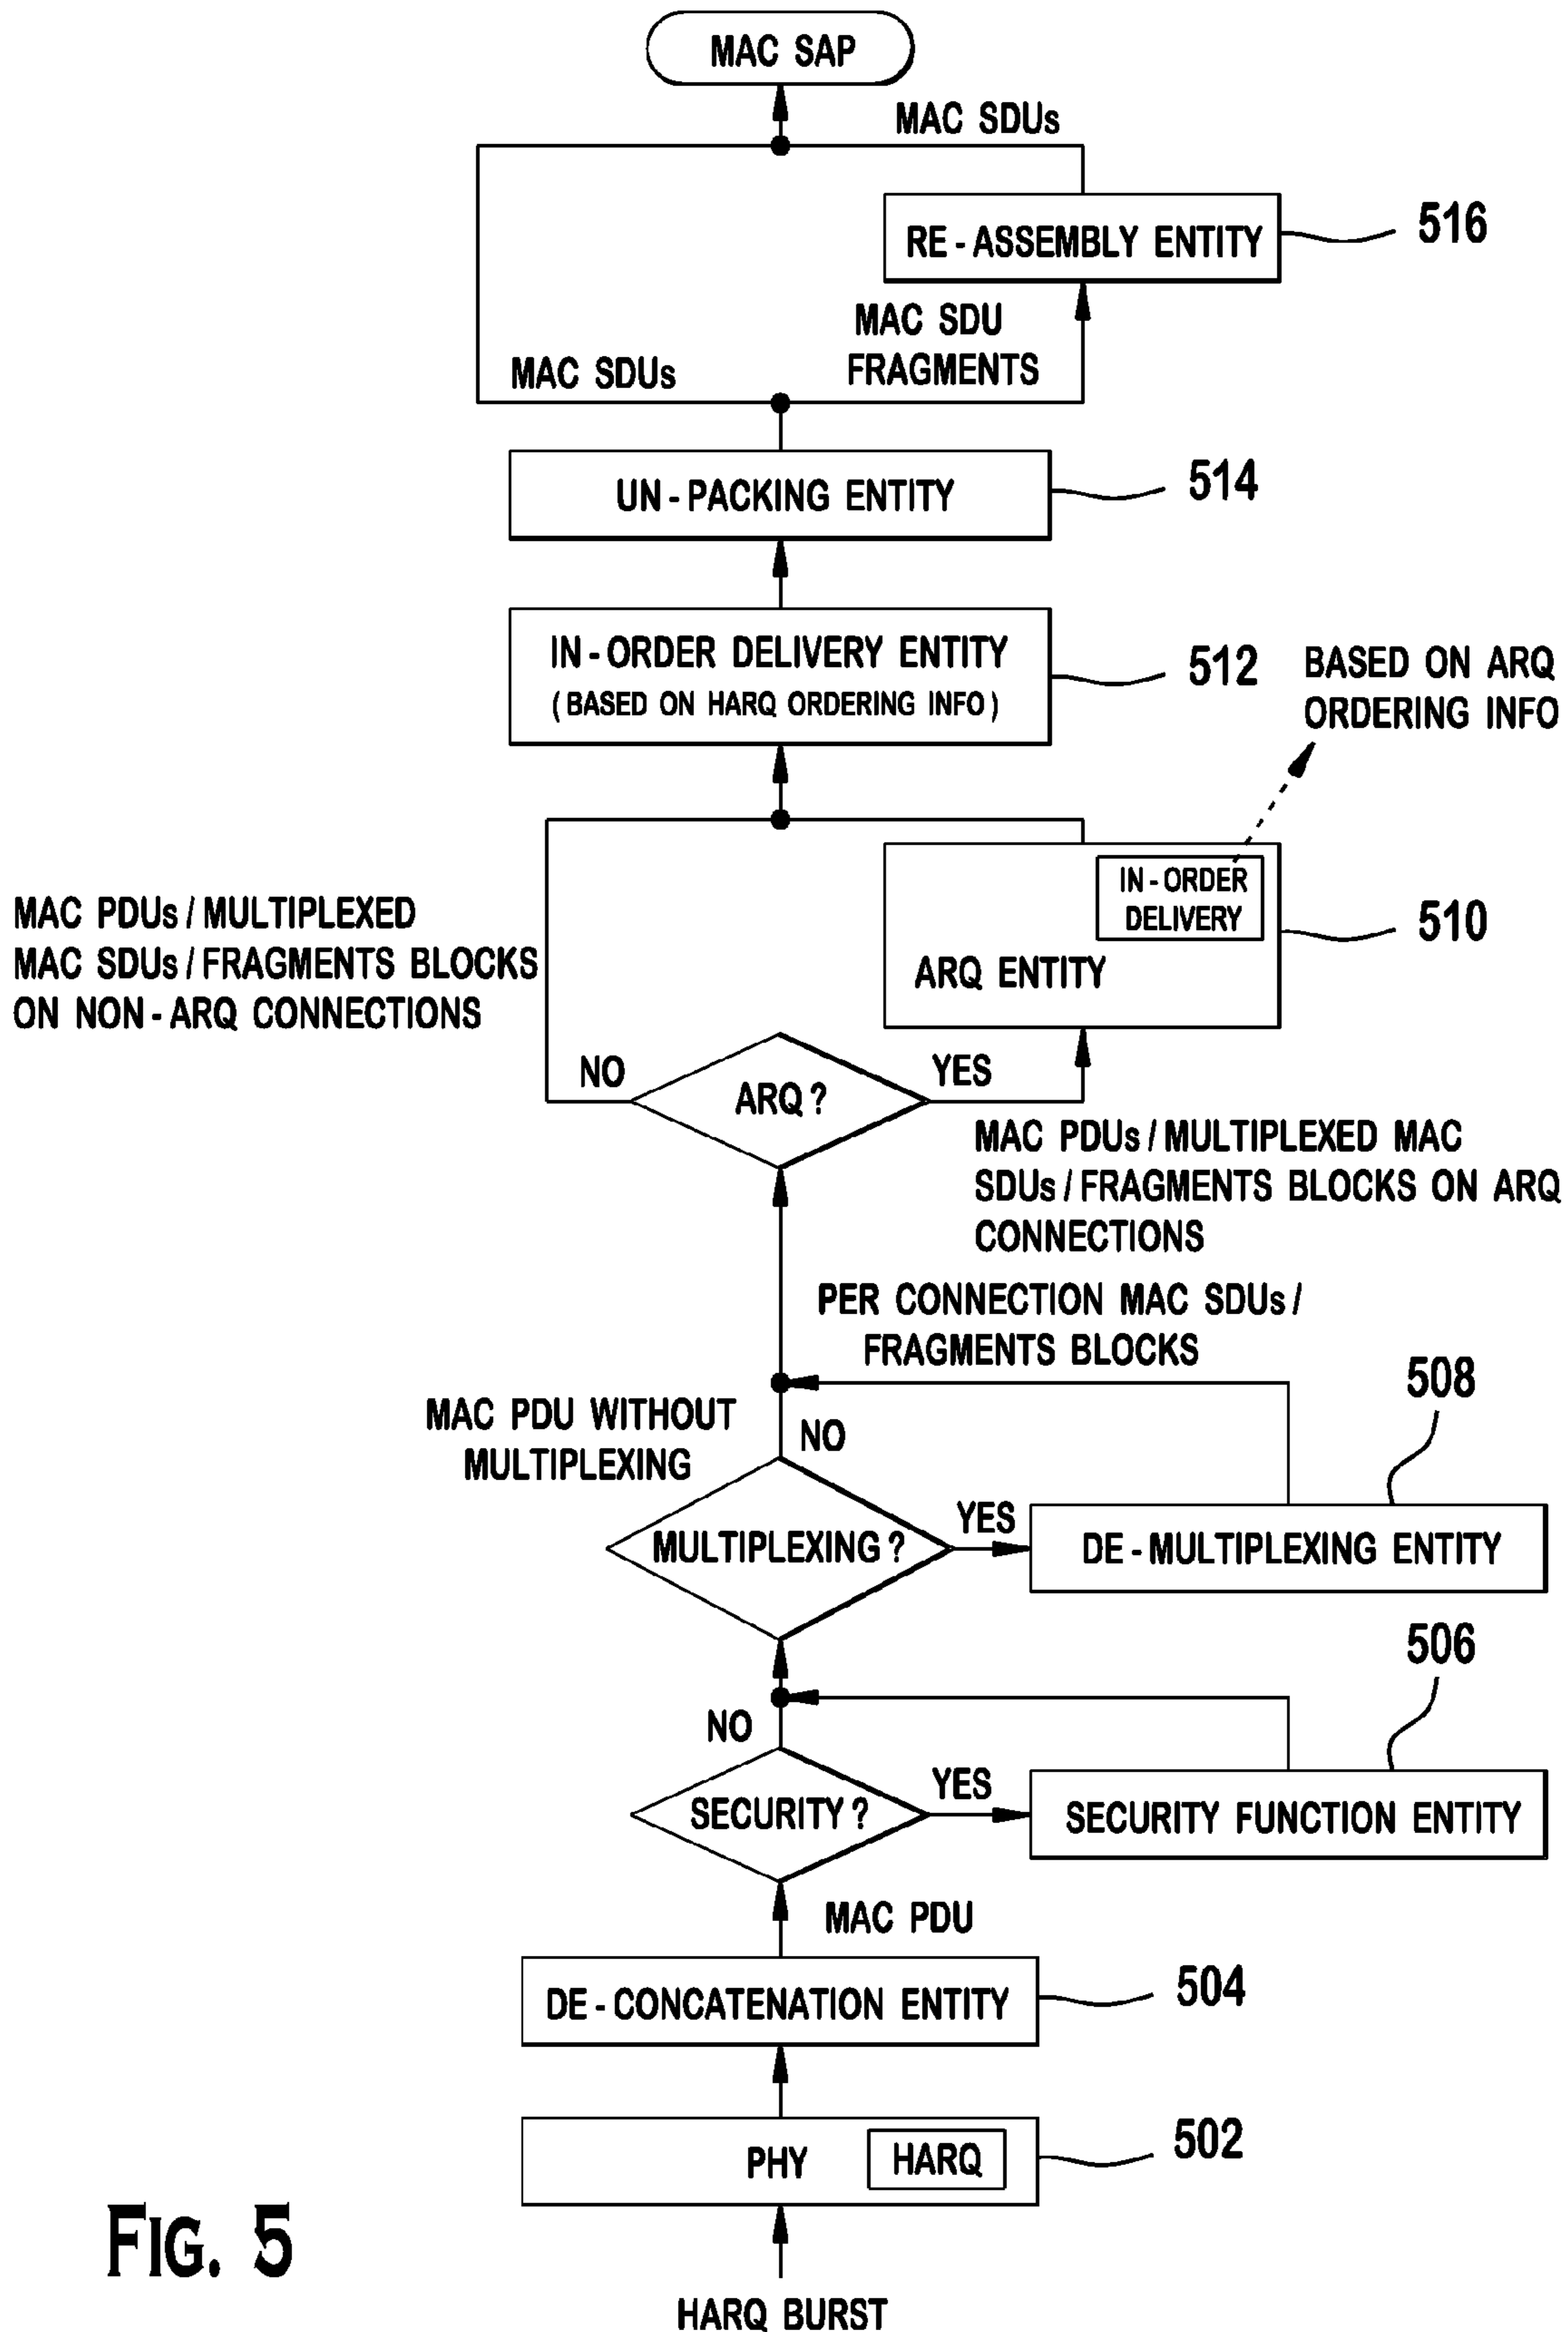 MAC SAP
MAC SDUs
RE-ASSEMBLY ENTITY
516
MAC SDU
FRAGMENTS
MAC SDUs
UN-PACKING ENTITY
514
IN-ORDER DELIVERY ENTITY
(BASED ON HARQ ORDERING INFO)
512
BASED ON ARQ
ORDERING INFO
IN-ORDER
DELIVERY
ARQ ENTITY
510
MAC PDUs/MULTIPLEXED
MAC SDUs/FRAGMENTS BLOCKS
ON NON-ARQ CONNECTIONS
NO
ARQ?
YES
MAC PDUs/MULTIPLEXED MAC
SDUs/FRAGMENTS BLOCKS ON ARQ
CONNECTIONS
PER CONNECTION MAC SDUs/
FRAGMENTS BLOCKS
508
MAC PDU WITHOUT
MULTIPLEXING
NO
MULTIPLEXING?
YES
DE-MULTIPLEXING ENTITY
506
NO
SECURITY?
YES
SECURITY FUNCTION ENTITY
MAC PDU
DE-CONCATENATION ENTITY
504
PHY
HARQ
502
FIG. 5
HARQ BURST